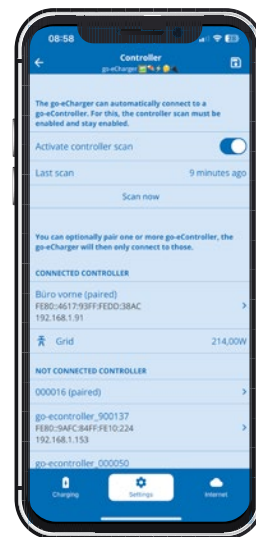 08:58
Controller
go-eCharger
The go-eCharger can automatically connect to a
go-eController. For this, the controller scan must be
enabled and stay enabled.
Activate controller scan
Last scan 9 minutes ago
Scan now
You can optionally pair one or more go-eController, the
go-eCharger will then only connect to those.
CONNECTED CONTROLLER
Büro vorne (paired)
FE80::4617:93FF:FEDD:38AC
192.168.1.91
Grid 214,00W
NOT CONNECTED CONTROLLER
000016 (paired)
go-econtroller_900137
FE80::9AFC:84FF:FE10:224
192.168.1.153
go-econtroller_000050
Charging Settings Internet